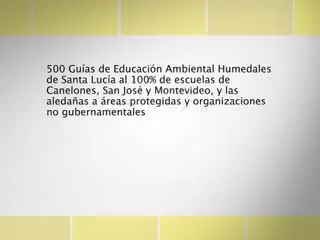 500 Guías de Educación Ambiental Humedales
de Santa Lucía al 100% de escuelas de
Canelones, San José y Montevideo, y las
aledañas a áreas protegidas y organizaciones
no gubernamentales